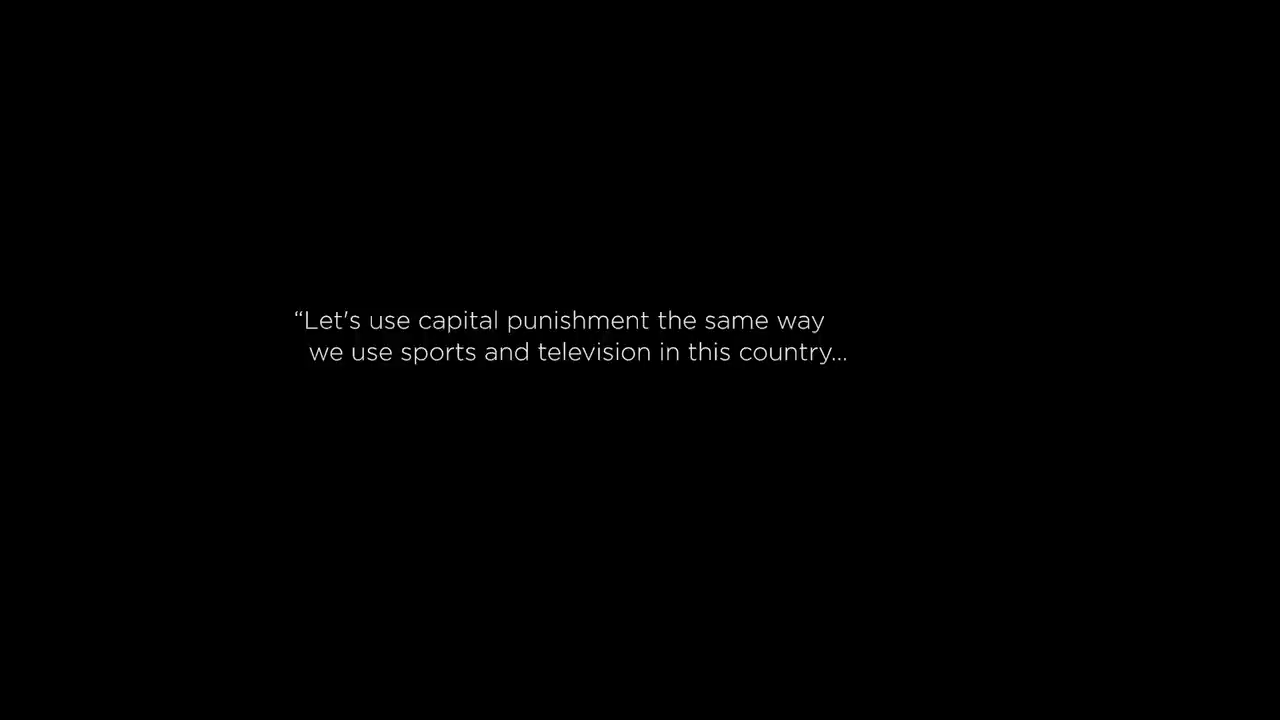 “Let's use capital punishment the same way
we use sports and television in this country...